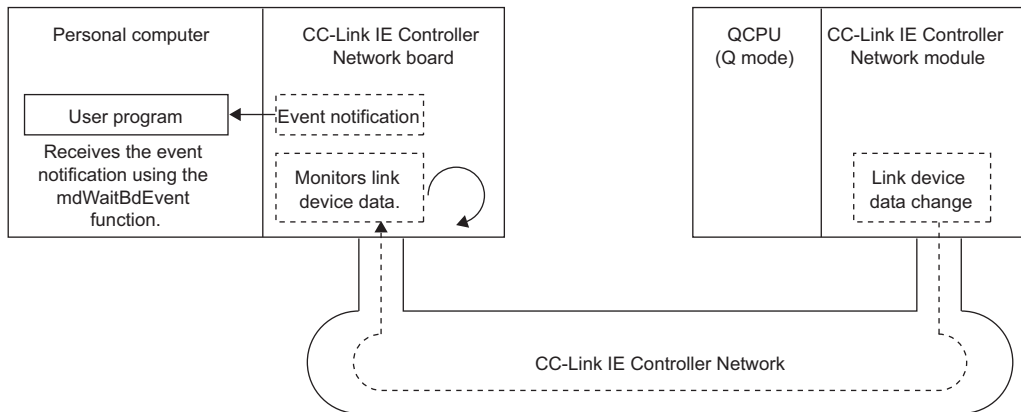 Personal computer
CC-Link IE Controller
Network board
User program
Event notification
Receives the event
notification using the
mdWaitBdEvent
function.
Monitors link
device data.
QCPU
(Q mode)
CC-Link IE Controller
Network module
Link device
data change
CC-Link IE Controller Network